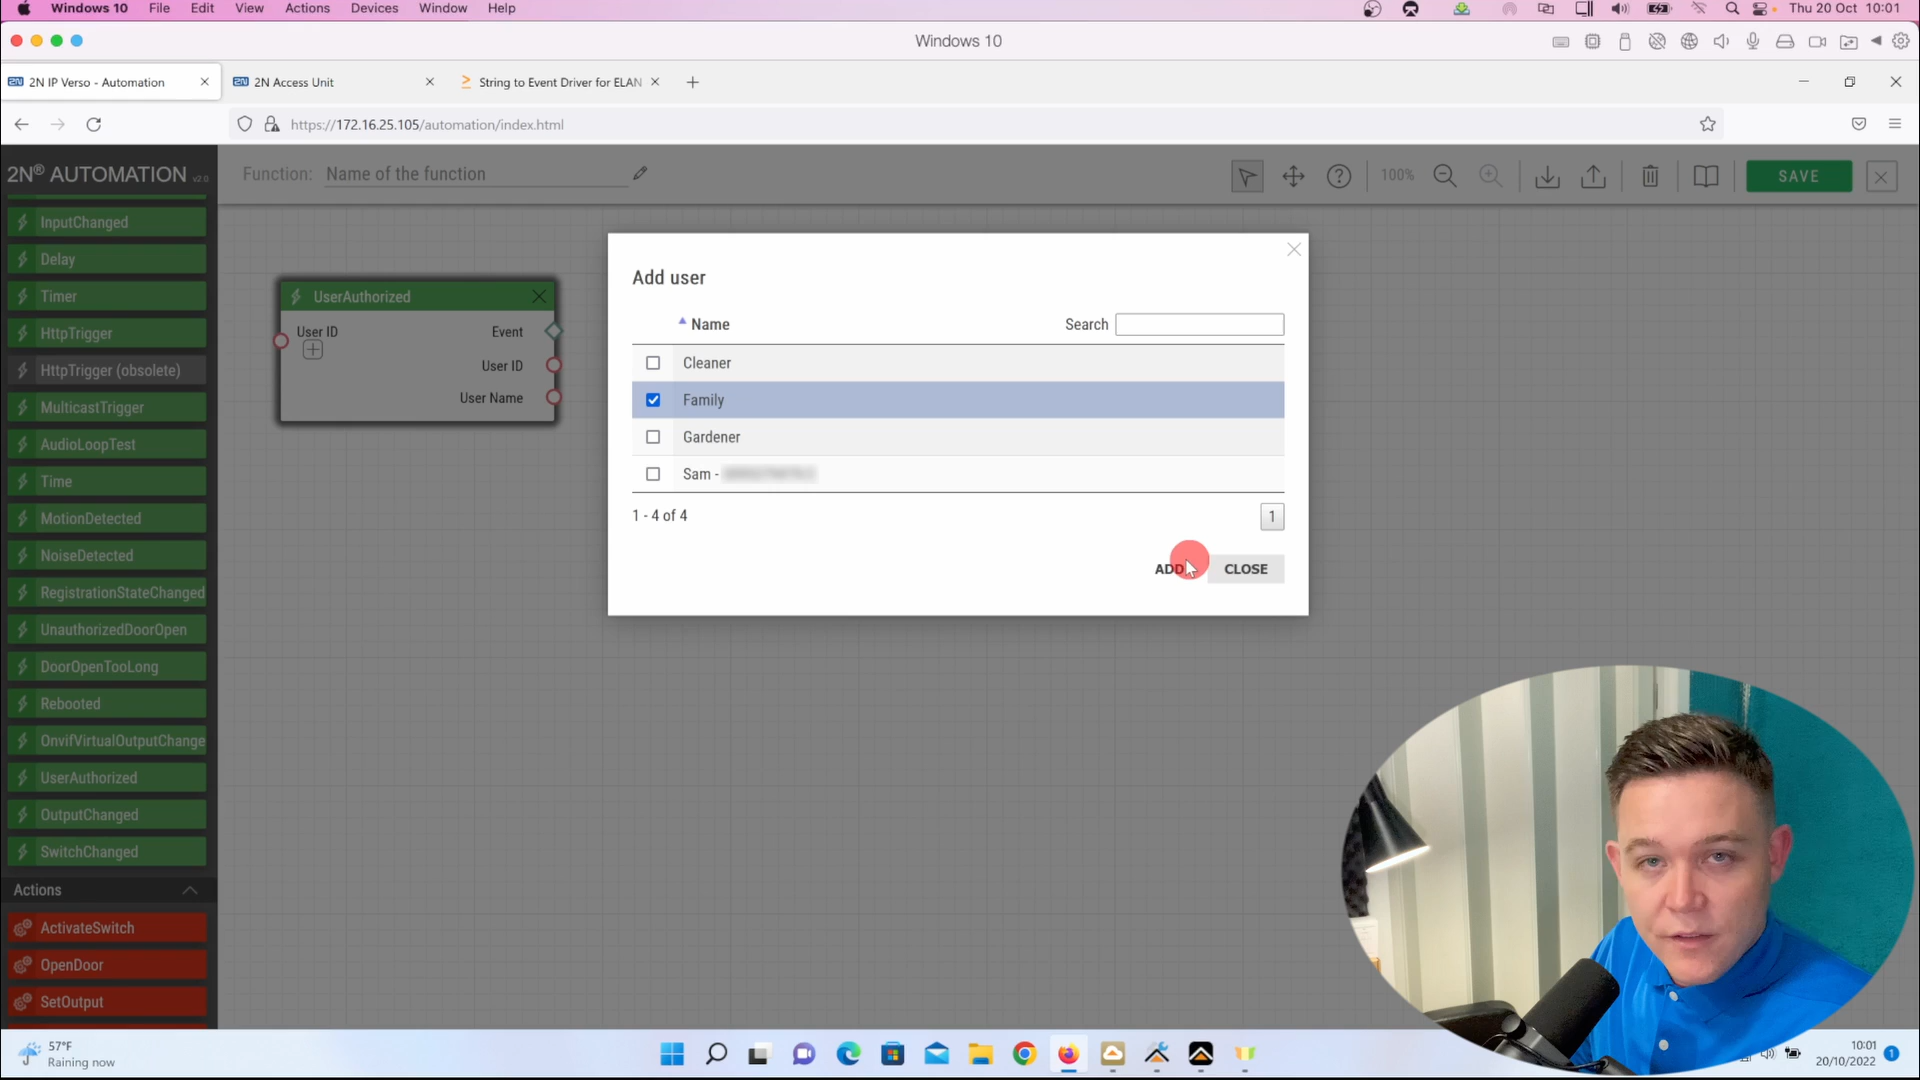 Windows 10 File Edit View Actions Devices Window Help Thu 20 Oct 10:01
Windows 10
2N IP Verso - Automation 2N Access Unit String to Event Driver for ELAN
https://172.16.25.105/automation/index.html
2N® AUTOMATION v2.0 Function: Name of the function 100% SAVE
InputChanged
Delay
Timer
HttpTrigger
HttpTrigger (obsolete)
MulticastTrigger
AudioLoopTest
Time
MotionDetected
NoiseDetected
RegistrationStateChanged
UnauthorizedDoorOpen
DoorOpenTooLong
Rebooted
OnvifVirtualOutputChange
UserAuthorized
OutputChanged
SwitchChanged
Actions
ActivateSwitch
OpenDoor
SetOutput
UserAuthorized
User ID Event
User ID
User Name
Add user
Name Search
Cleaner
Family
Gardener
Sam -
1 - 4 of 4 1
ADD CLOSE
57°F
Raining now
10:01
20/10/2022 1